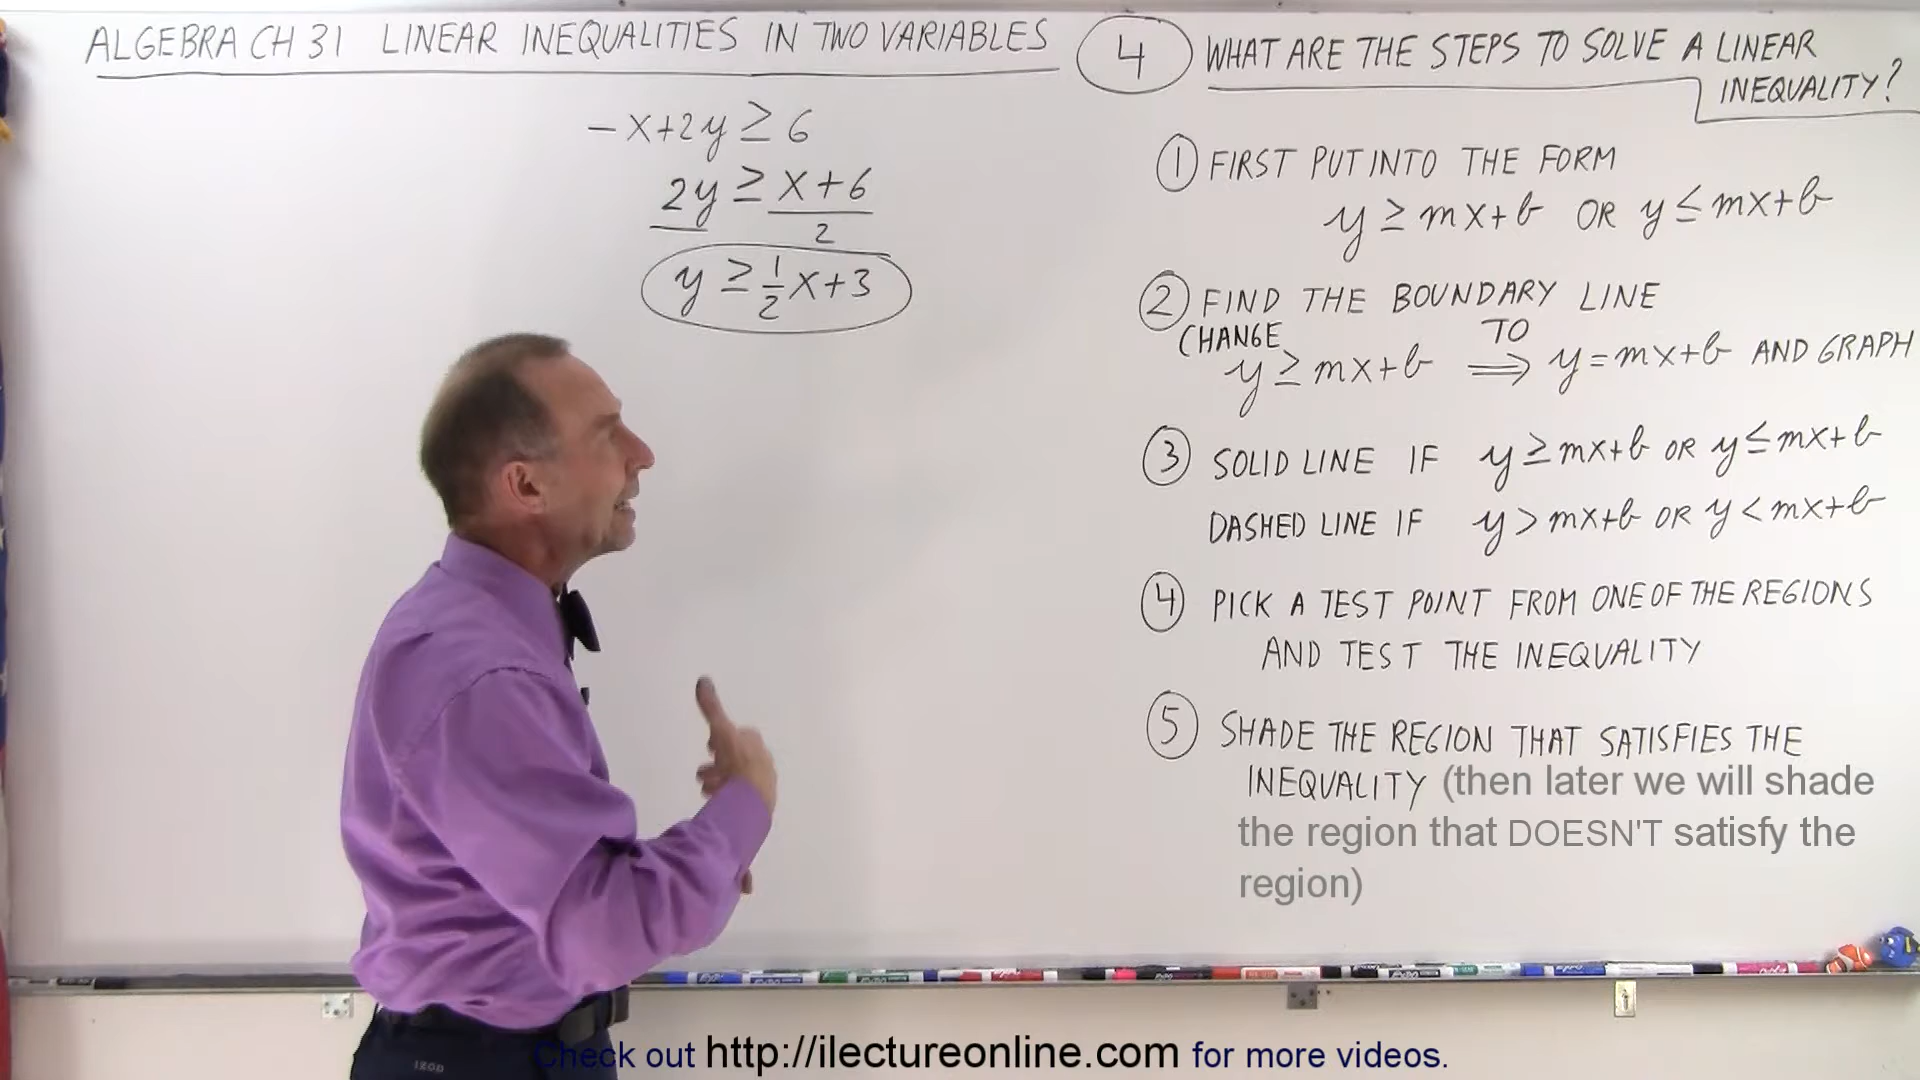 ALGEBRA CH 31 LINEAR INEQUALITIES IN TWO VARIABLES
-x+2y ≥ 6
2y ≥ x+6
2
y ≥ 1/2 x+3
4 WHAT ARE THE STEPS TO SOLVE A LINEAR
INEQUALITY?
1 FIRST PUT INTO THE FORM
y ≥ mx+b OR y ≤ mx+b
2 FIND THE BOUNDARY LINE
CHANGE TO
y ≥ mx+b ⇒ y = mx+b AND GRAPH
3 SOLID LINE IF y ≥ mx+b OR y ≤ mx+b
DASHED LINE IF y > mx+b OR y < mx+b
4 PICK A TEST POINT FROM ONE OF THE REGIONS
AND TEST THE INEQUALITY
5 SHADE THE REGION THAT SATISFIES THE
INEQUALITY (then later we will shade
the region that DOESN'T satisfy the
region)
IZOD
Check out http://ilectureonline.com for more videos.